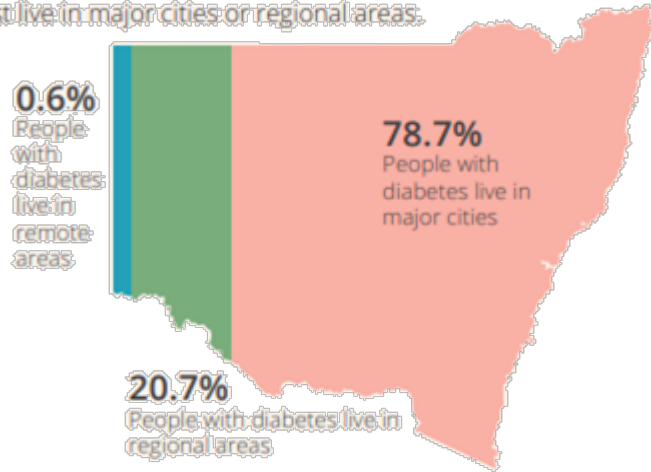 live in major cities or regional areas.
0.6%
People
with
diabetes
live in
remote
areas
78.7%
People with
diabetes live in
major cities
20.7%
People with diabetes live in
regional areas